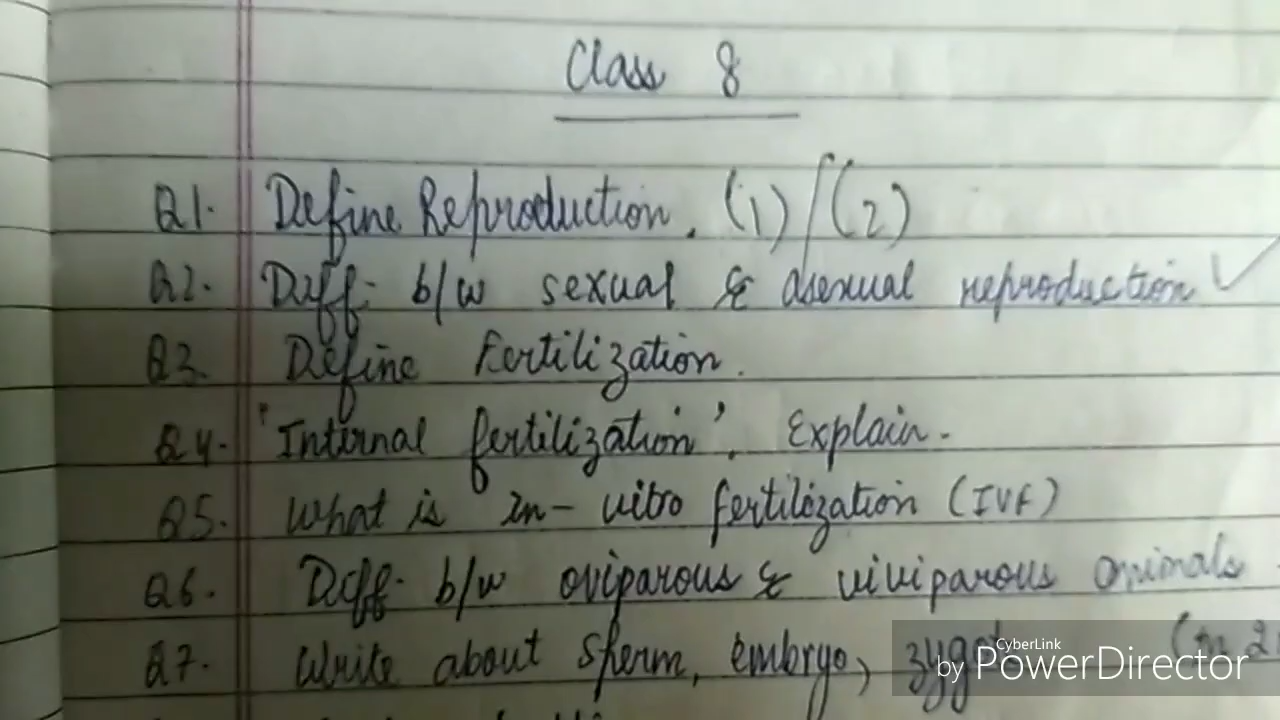 Class 8
Q1. Define Reproduction. (1)/(2)
Q2. Diff. b/w sexual & asexual reproduction
Q3. Define Fertilization.
Q4. 'Internal fertilization'. Explain.
Q5. What is In-vitro fertilization (IVF)
Q6. Diff. b/w oviparous & viviparous animals.
Q7. Write about sperm, embryo, (in 2
CyberLink
by PowerDirector